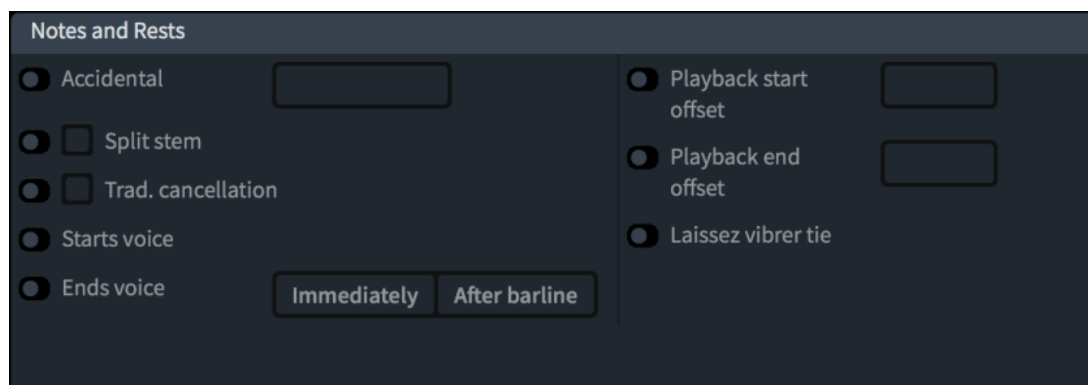 Notes and Rests
Accidental
Split stem
Trad. cancellation
Starts voice
Ends voice
Immediately
After barline
Playback start
offset
Playback end
offset
Laissez vibrer tie